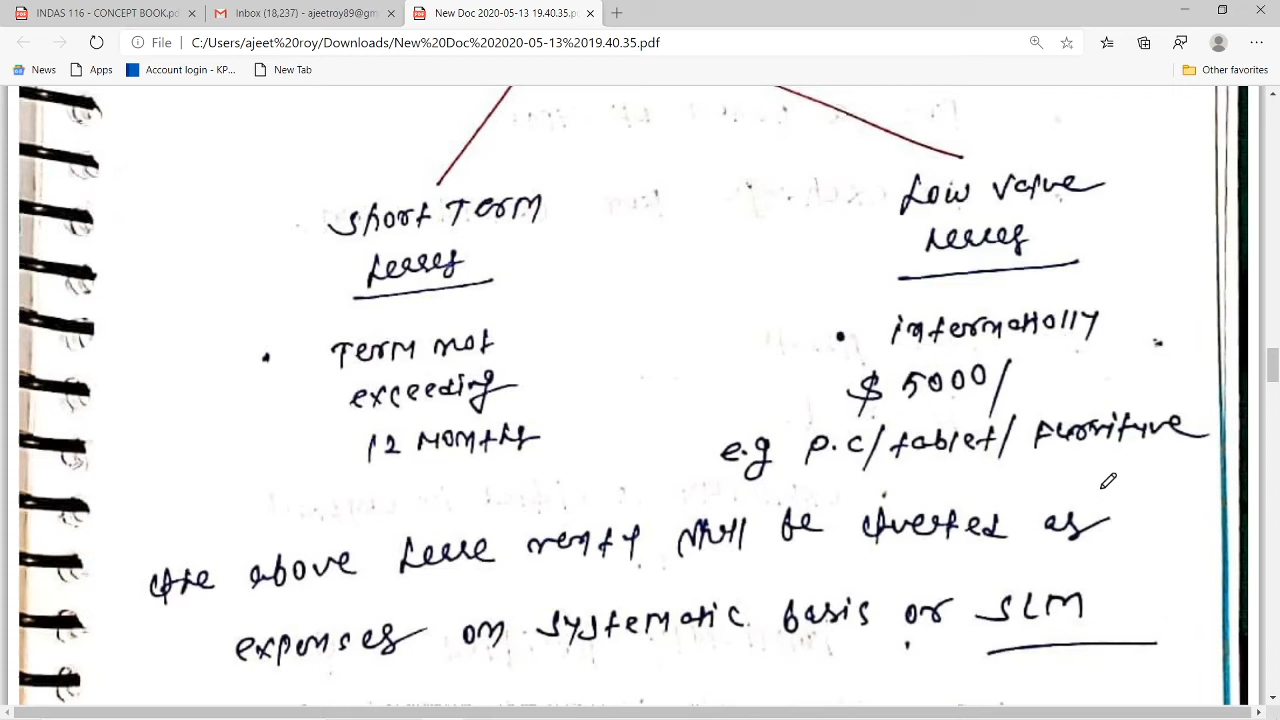 INDAS 116 - CONCEPT BOOK.pc
Inbox (18,237) - ajeetroy89@gm
New Doc 2020-05-13 19.40.35.p
File C:/Users/ajeet%20roy/Downloads/New%20Doc%202020-05-13%2019.40.35.pdf
News Apps Account login - KP... New Tab Other favorites
Short Term
Leases
Low Value
Leases
• Term not
exceeding
12 Months
• internationally
$ 5000/
e.g P.C/tablet/ Furniture
the above Lease rents shall be treated as
expenses on systematic basis or SLM